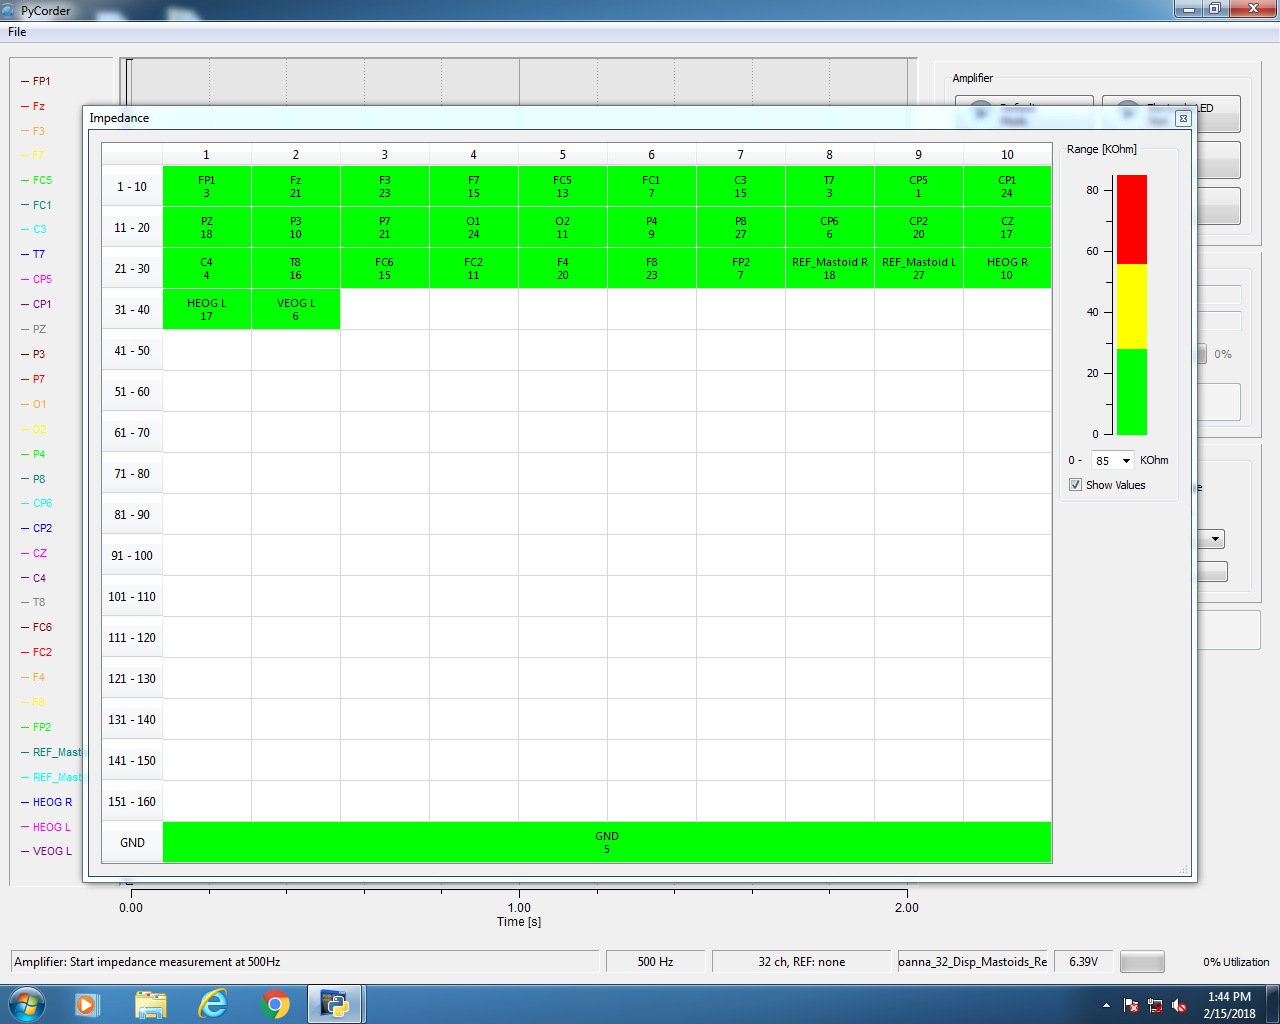 PyCorder
File
FP1
Fz
F3
F7
FC5
FC1
C3
T7
CP5
CP1
PZ
P3
P7
O1
O2
P4
P8
CP6
CP2
CZ
C4
T8
FC6
FC2
F4
F8
FP2
REF_Mast
REF_Mast
HEOG R
HEOG L
VEOG L
Amplifier
Default
Mode
Electrode LED
Test
Impedance
1 2 3 4 5 6 7 8 9 10
1 - 10
FP1 Fz F3 F7 FC5 FC1 C3 T7 CP5 CP1
3 21 23 15 13 7 15 3 1 24
11 - 20
PZ P3 P7 O1 O2 P4 P8 CP6 CP2 CZ
18 10 21 24 11 9 27 6 20 17
21 - 30
C4 T8 FC6 FC2 F4 F8 FP2 REF_Mastoid R REF_Mastoid L HEOG R
4 16 15 11 20 23 7 18 27 10
31 - 40
HEOG L VEOG L
17 6
41 - 50
51 - 60
61 - 70
71 - 80
81 - 90
91 - 100
101 - 110
111 - 120
121 - 130
131 - 140
141 - 150
151 - 160
GND
GND
5
Range [KOhm]
80
60
40
20
0
0 - 85 KOhm
Show Values
0%
0.00 1.00 2.00
Time [s]
Amplifier: Start impedance measurement at 500Hz
500 Hz
32 ch, REF: none
oanna_32_Disp_Mastoids_Re
6.39V
0% Utilization
1:44 PM
2/15/2018